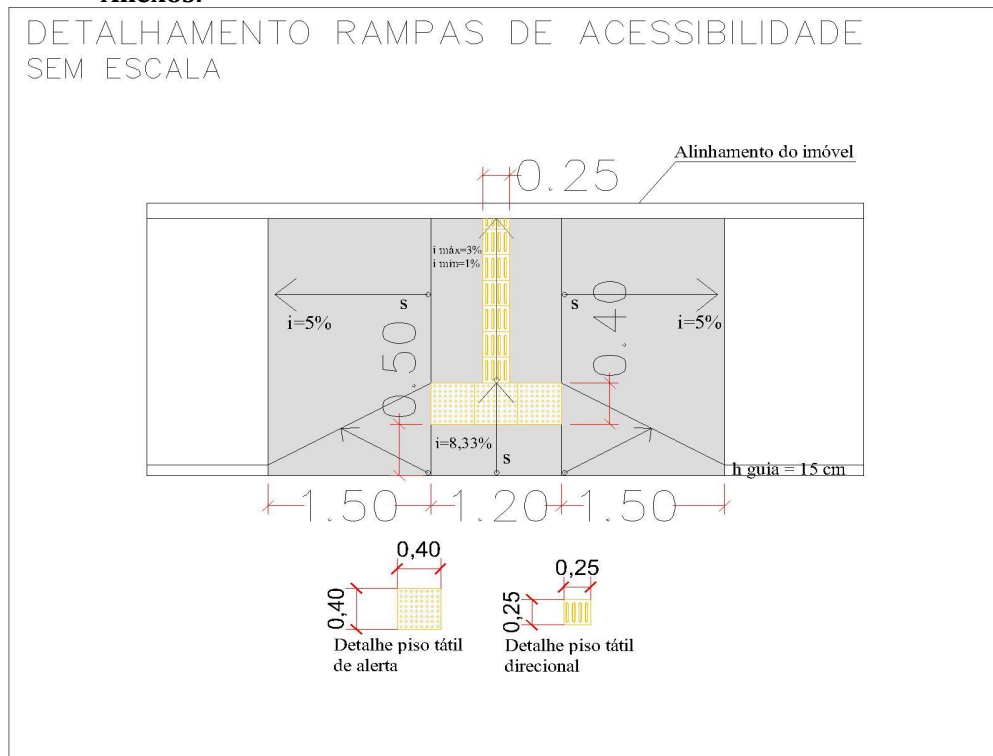 Anexos:
DETALHAMENTO RAMPAS DE ACESSIBILIDADE
SEM ESCALA
Alinhamento do imóvel
0.25
i máx=3%
i mín=1%
s
s
i=5%
i=5%
0.50
0.40
i=8,33%
s
h guia = 15 cm
1.50
1.20
1.50
0,40
0,25
0,40
0,25
Detalhe piso tátil
de alerta
Detalhe piso tátil
direcional